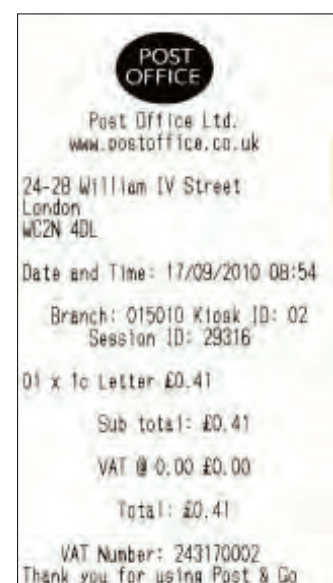 POST
OFFICE
Post Office Ltd.
www.postoffice.co.uk
24-28 William IV Street
London
WC2N 4DL
Date and Time: 17/09/2010 08:54
Branch: 015010 Kiosk ID: 02
Session ID: 29316
01 x 1c Letter £0.41
Sub total: £0.41
VAT @ 0.00 £0.00
Total: £0.41
VAT Number: 243170002
Thank you for using Post & Go